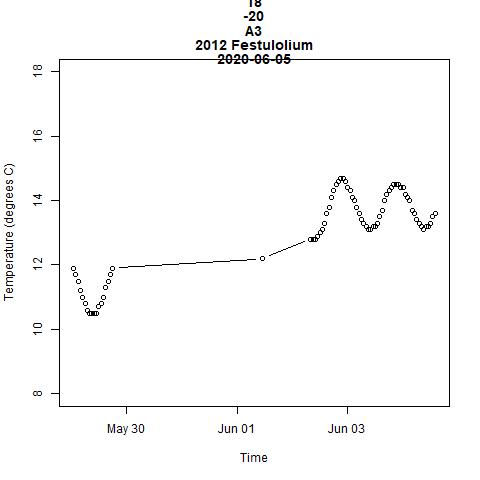 18
-20
A3
2012 Festulolium
2020-06-05
Temperature (degrees C)
18
16
14
12
10
8
May 30
Jun 01
Jun 03
Time